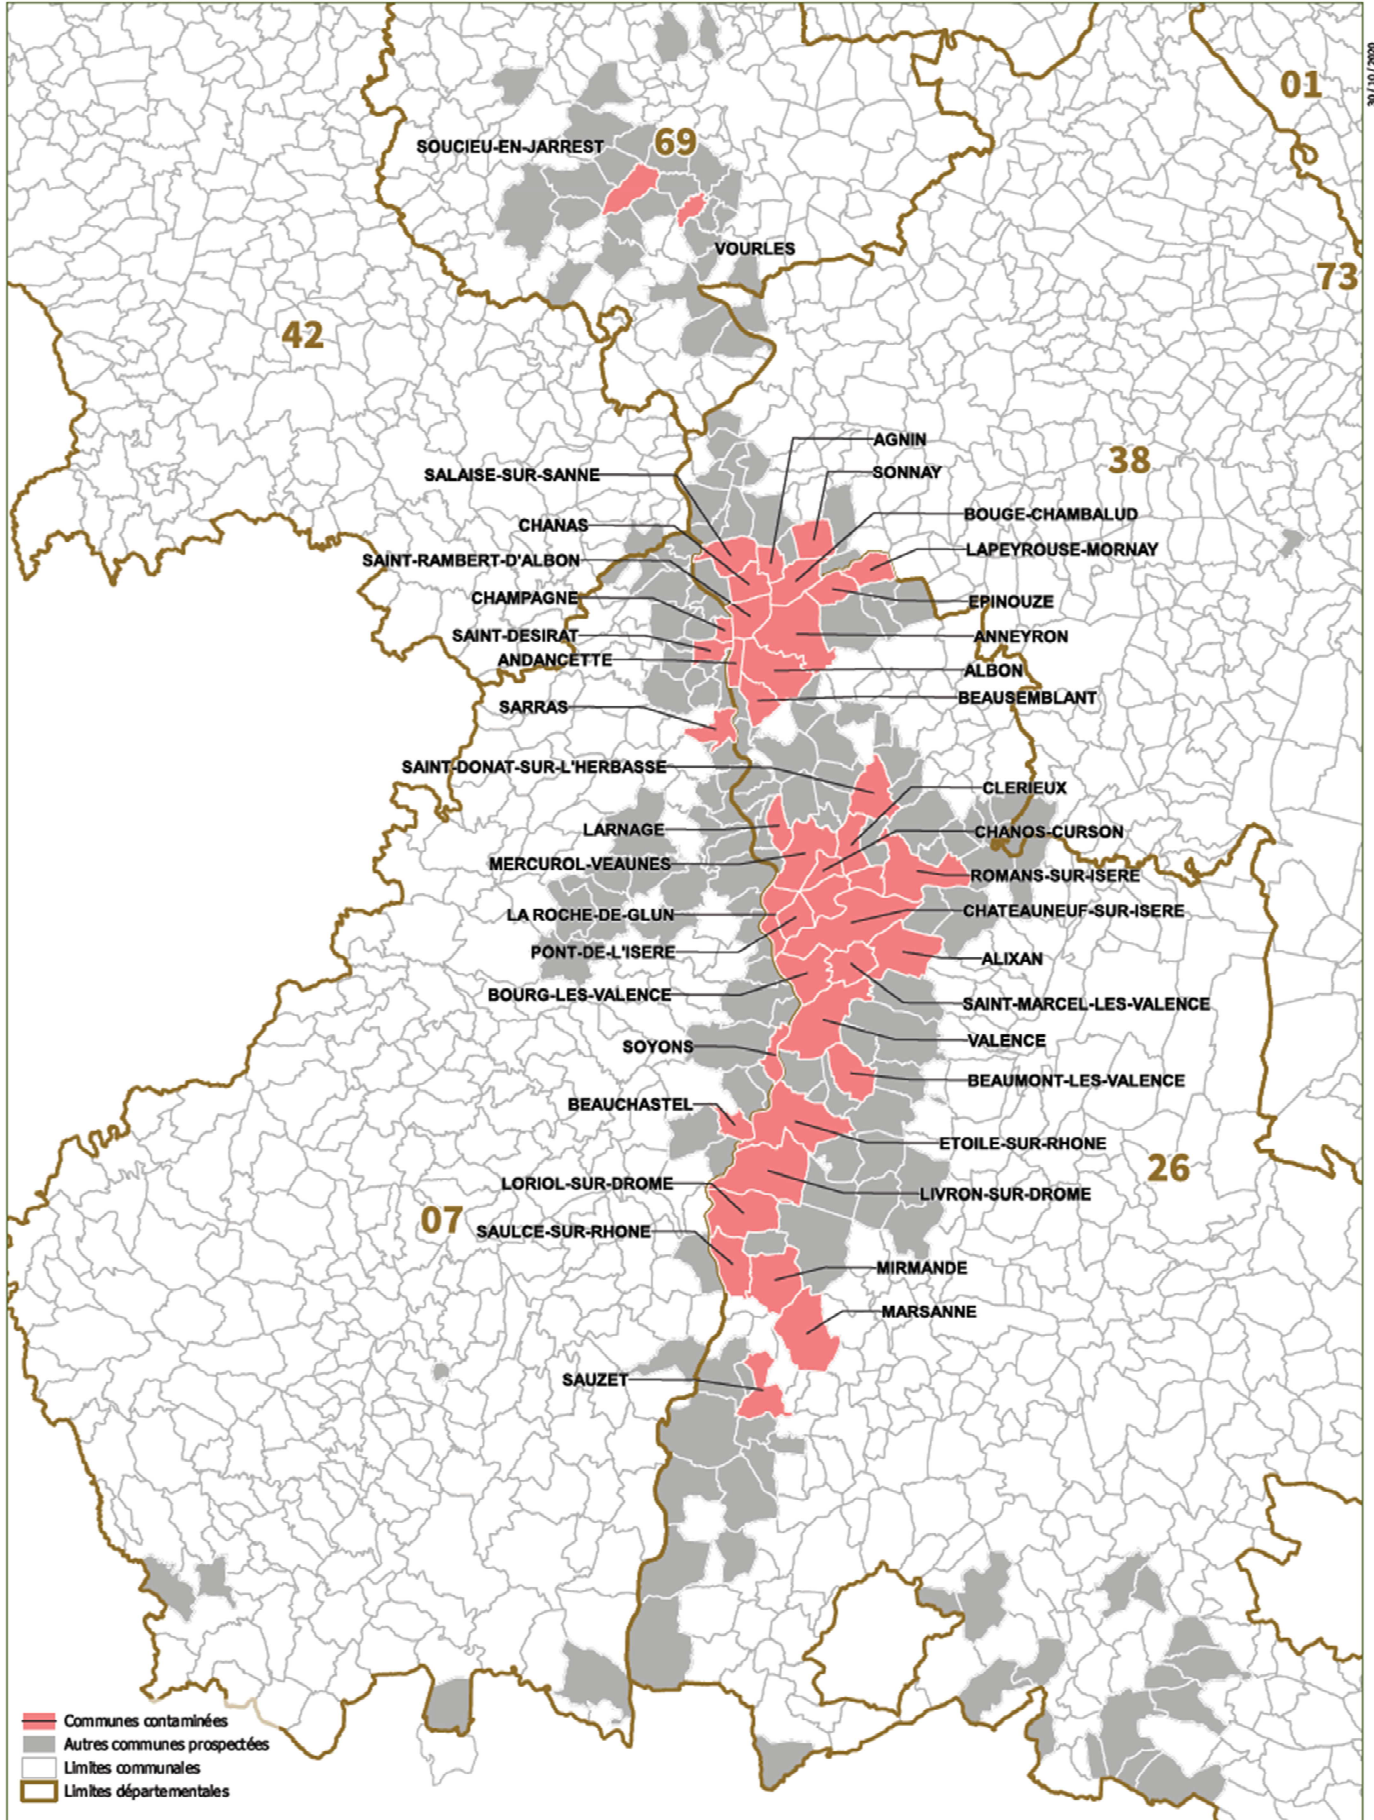 01
30/10/2020
69
SOUCIEU-EN-JARREST
VOURLES
73
42
AGNIN
38
SALAISE-SUR-SANNE
SONNAY
BOUGE-CHAMBALUD
CHANAS
LAPEYROUSE-MORNAY
SAINT-RAMBERT-D'ALBON
CHAMPAGNE
EPINOUZE
SAINT-DESIRAT
ANNEYRON
ANDANCETTE
ALBON
BEAUSEMBLANT
SARRAS
SAINT-DONAT-SUR-L'HERBASSE
CLERIEUX
LARNAGE
CHANOS-CURSON
MERCUROL-VEAUNES
ROMANS-SUR-ISERE
LA ROCHE-DE-GLUN
CHATEAUNEUF-SUR-ISERE
PONT-DE-L'ISERE
ALIXAN
BOURG-LES-VALENCE
SAINT-MARCEL-LES-VALENCE
SOYONS
VALENCE
BEAUMONT-LES-VALENCE
BEAUCHASTEL
ETOILE-SUR-RHONE
26
LORIOL-SUR-DROME
LIVRON-SUR-DROME
07
SAULCE-SUR-RHONE
MIRMANDE
MARSANNE
SAUZET
Communes contaminées
Autres communes prospectées
Limites communales
Limites départementales